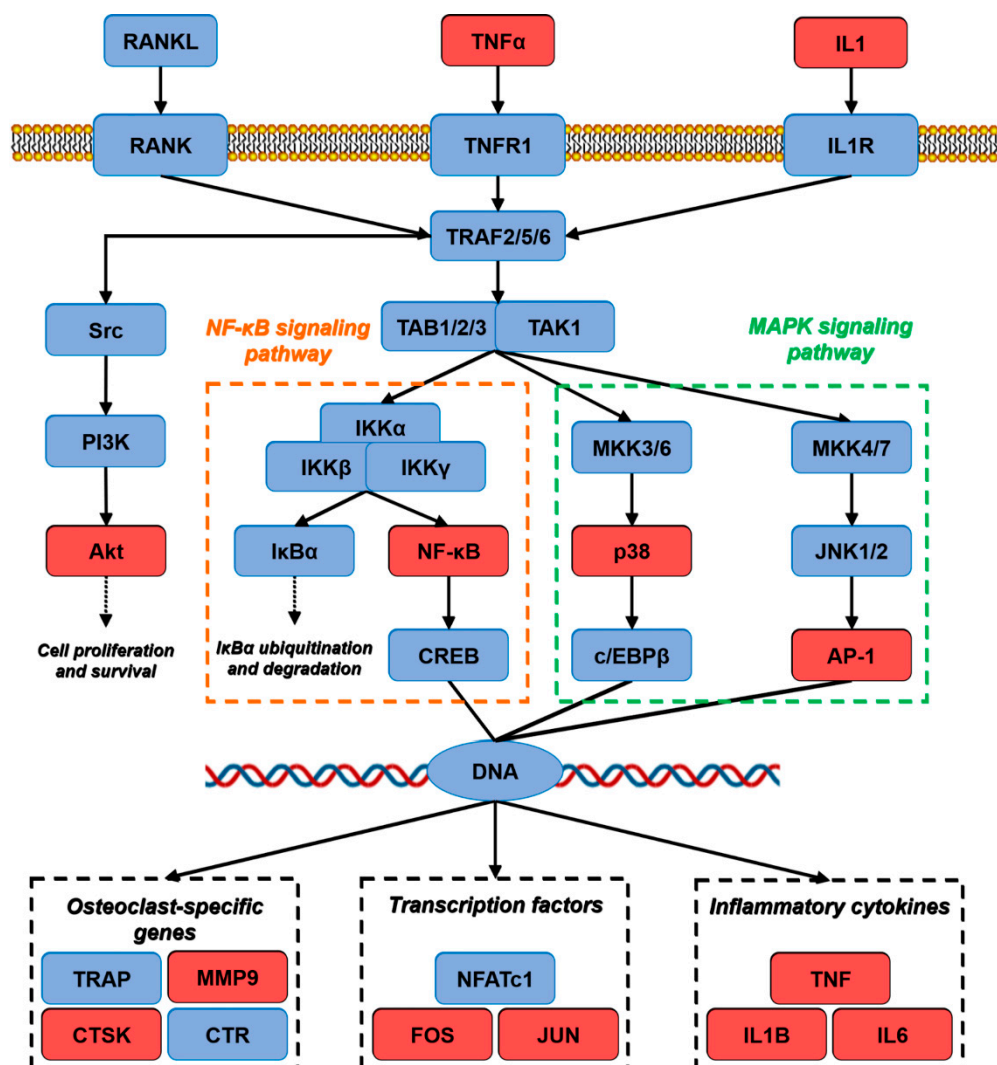 RANKL
TNFα
IL1
RANK
TNFR1
IL1R
TRAF2/5/6
Src
TAB1/2/3
TAK1
NF-κB signaling
pathway
MAPK signaling
pathway
PI3K
IKKα
IKKβ
IKKγ
MKK3/6
MKK4/7
Akt
IκBα
NF-κB
p38
JNK1/2
Cell proliferation
and survival
IκBα ubiquitination
and degradation
CREB
c/EBPβ
AP-1
DNA
Osteoclast-specific
genes
TRAP
MMP9
CTSK
CTR
Transcription factors
NFATc1
FOS
JUN
Inflammatory cytokines
TNF
IL1B
IL6